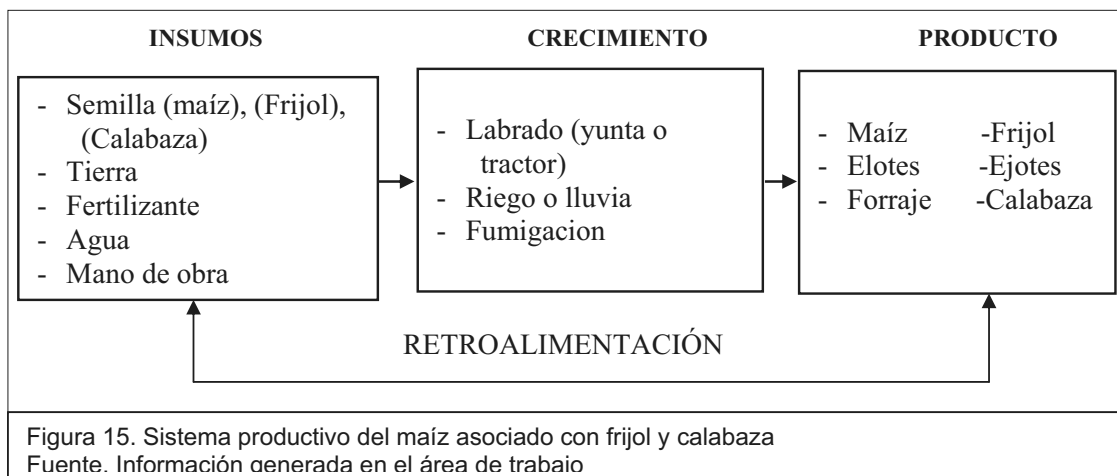 INSUMOS
CRECIMIENTO
PRODUCTO
- Semilla (maíz), (Frijol),
(Calabaza)
- Tierra
- Fertilizante
- Agua
- Mano de obra
- Labrado (yunta o
tractor)
- Riego o lluvia
- Fumigacion
- Maíz -Frijol
- Elotes -Ejotes
- Forraje -Calabaza
RETROALIMENTACIÓN
Figura 15. Sistema productivo del maíz asociado con frijol y calabaza
Fuente. Información generada en el área de trabajo